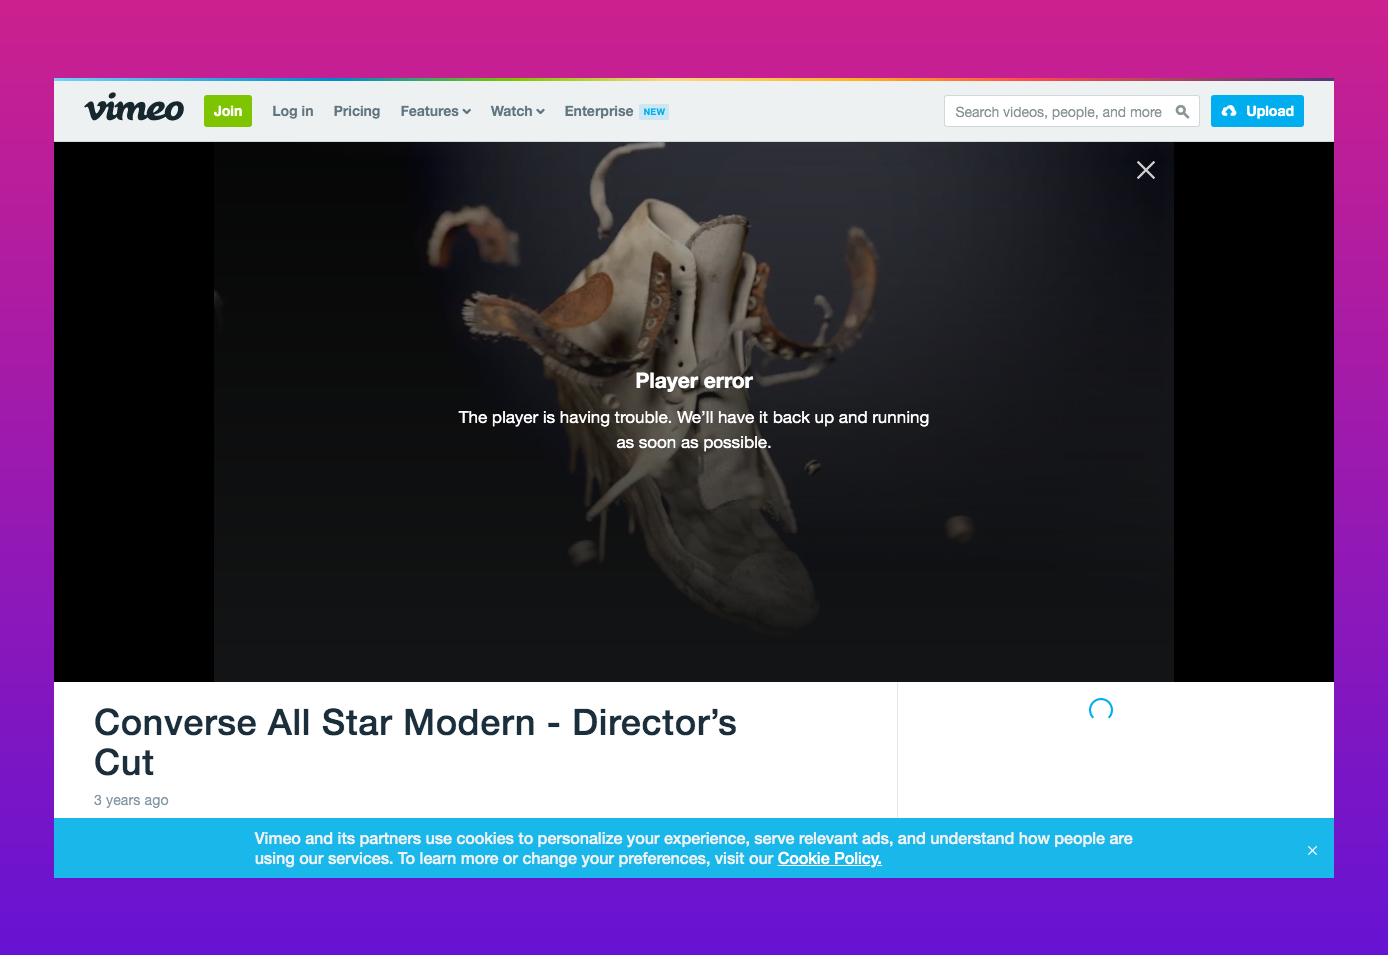 vimeo Join Log in Pricing Features Watch Enterprise NEW Search videos, people, and more Upload
Player error
The player is having trouble. We’ll have it back up and running
as soon as possible.
Converse All Star Modern - Director’s
Cut
3 years ago
Vimeo and its partners use cookies to personalize your experience, serve relevant ads, and understand how people are
using our services. To learn more or change your preferences, visit our Cookie Policy.